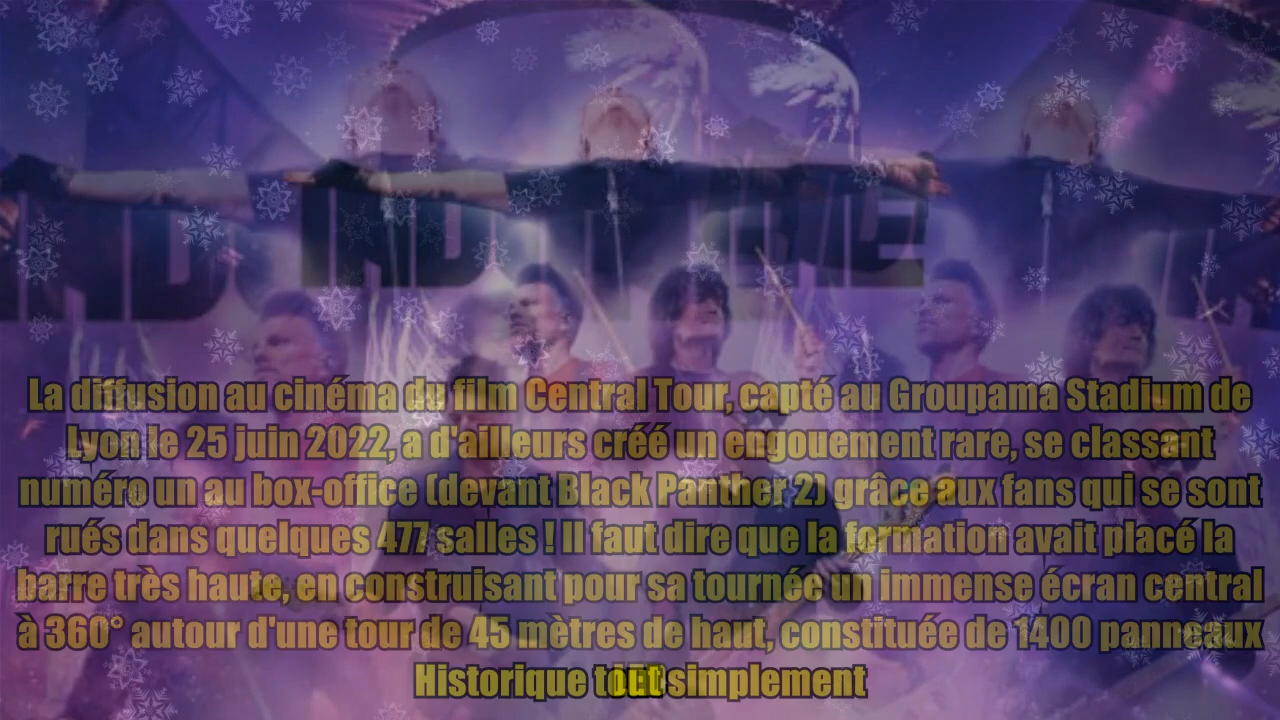 La diffusion au cinéma du film Central Tour, capté au Groupama Stadium de
Lyon le 25 juin 2022, a d'ailleurs créé un engouement rare, se classant
numéro un au box-office (devant Black Panther 2) grâce aux fans qui se sont
rués dans quelques 477 salles ! Il faut dire que la formation avait placé la
barre très haute, en construisant pour sa tournée un immense écran central
à 360° autour d'une tour de 45 mètres de haut, constituée de 1400 panneaux
Historique tout simplement